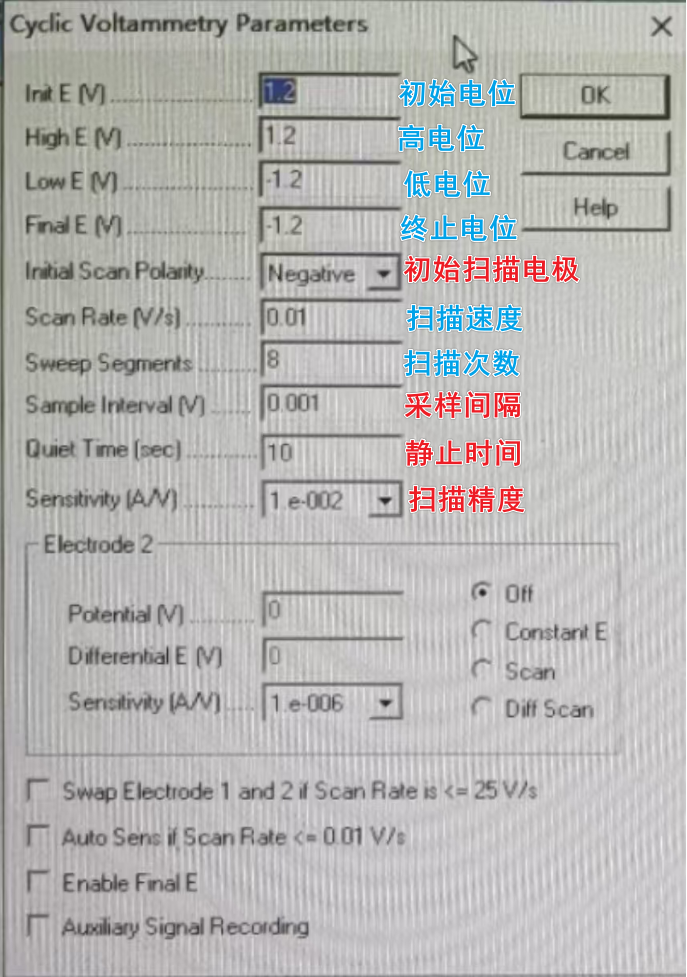 Cyclic Voltammetry Parameters
Init E (V) 1.2 初始电位 OK
High E (V) 1.2 高电位
Cancel
Low E (V) -1.2 低电位
Help
Final E (V) -1.2 终止电位
Initial Scan Polarity Negative 初始扫描电极
Scan Rate (V/s) 0.01 扫描速度
Sweep Segments 8 扫描次数
Sample Interval (V) 0.001 采样间隔
Quiet Time (sec) 10 静止时间
Sensitivity (A/V) 1.e-002 扫描精度
Electrode 2
Off
Potential (V) 0
Constant E
Differential E (V) 0
Scan
Sensitivity (A/V) 1.e-006
Diff Scan
Swap Electrode 1 and 2 if Scan Rate is <= 25 V/s
Auto Sens if Scan Rate <= 0.01 V/s
Enable Final E
Auxiliary Signal Recording